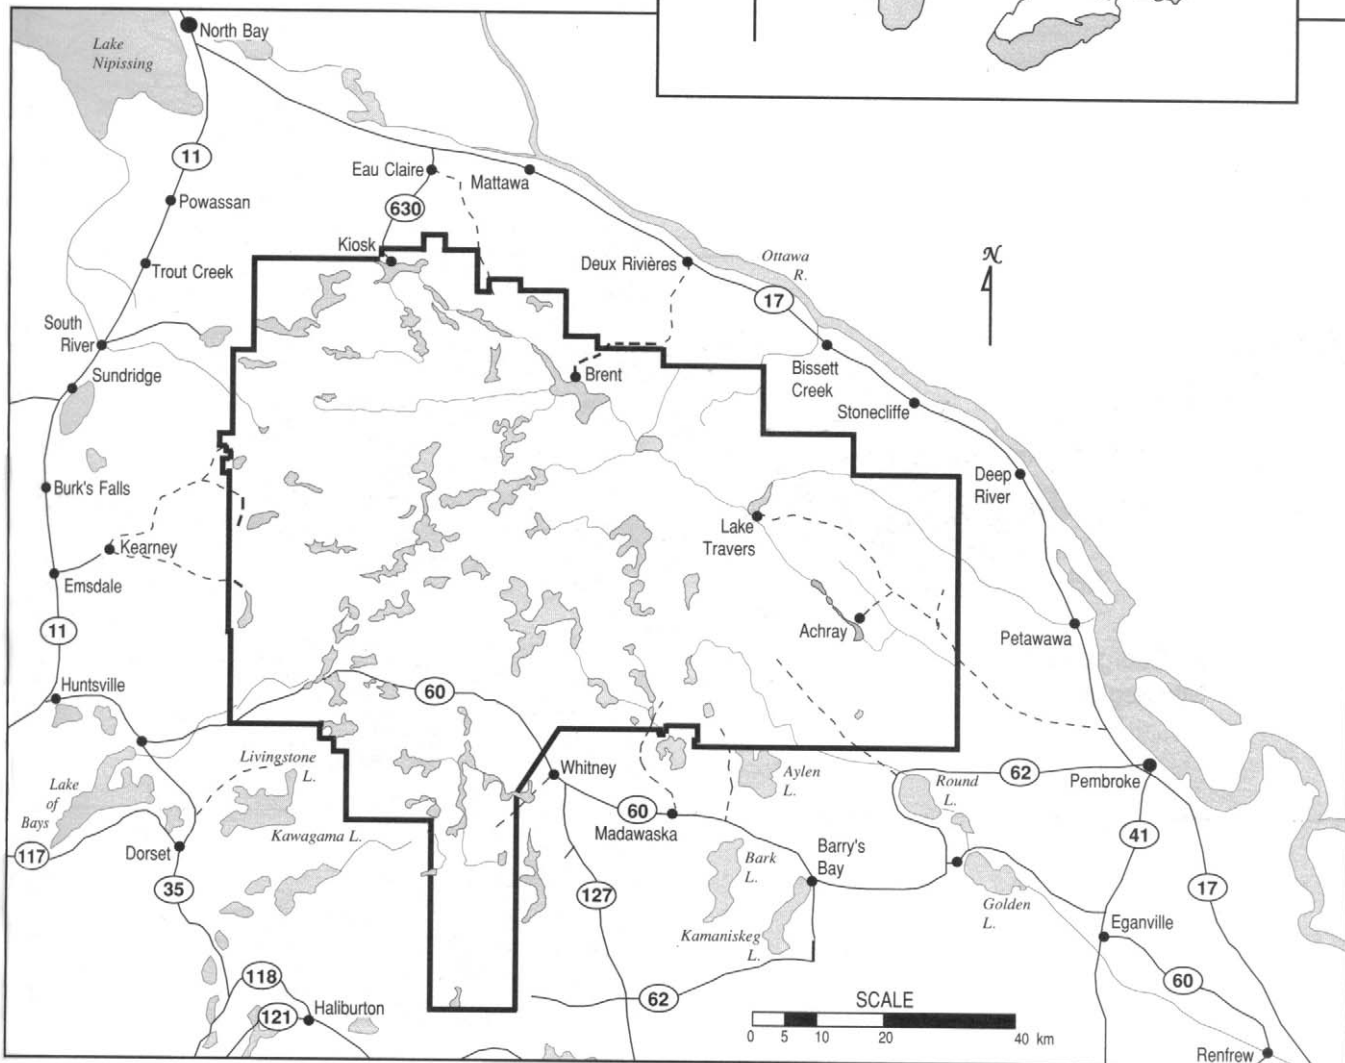 North Bay
Lake
Nipissing
11
Eau Claire
Mattawa
Powassan
630
Kiosk
Trout Creek
Deux Rivières
Ottawa
R.
N
17
South
River
Sundridge
Brent
Bissett
Creek
Stonecliffe
Burk's Falls
Deep
River
Kearney
Lake
Travers
Emsdale
Achray
11
Petawawa
Huntsville
60
Livingstone
L.
Whitney
Aylen
L.
Round
L.
62
Pembroke
Lake
of
Bays
Kawagama L.
60
Madawaska
41
117
Dorset
Bark
L.
Barry's
Bay
35
127
17
Golden
L.
Kamaniskeg
L.
Eganville
118
62
60
121
Haliburton
SCALE
0 5 10 20 40 km
Renfrew